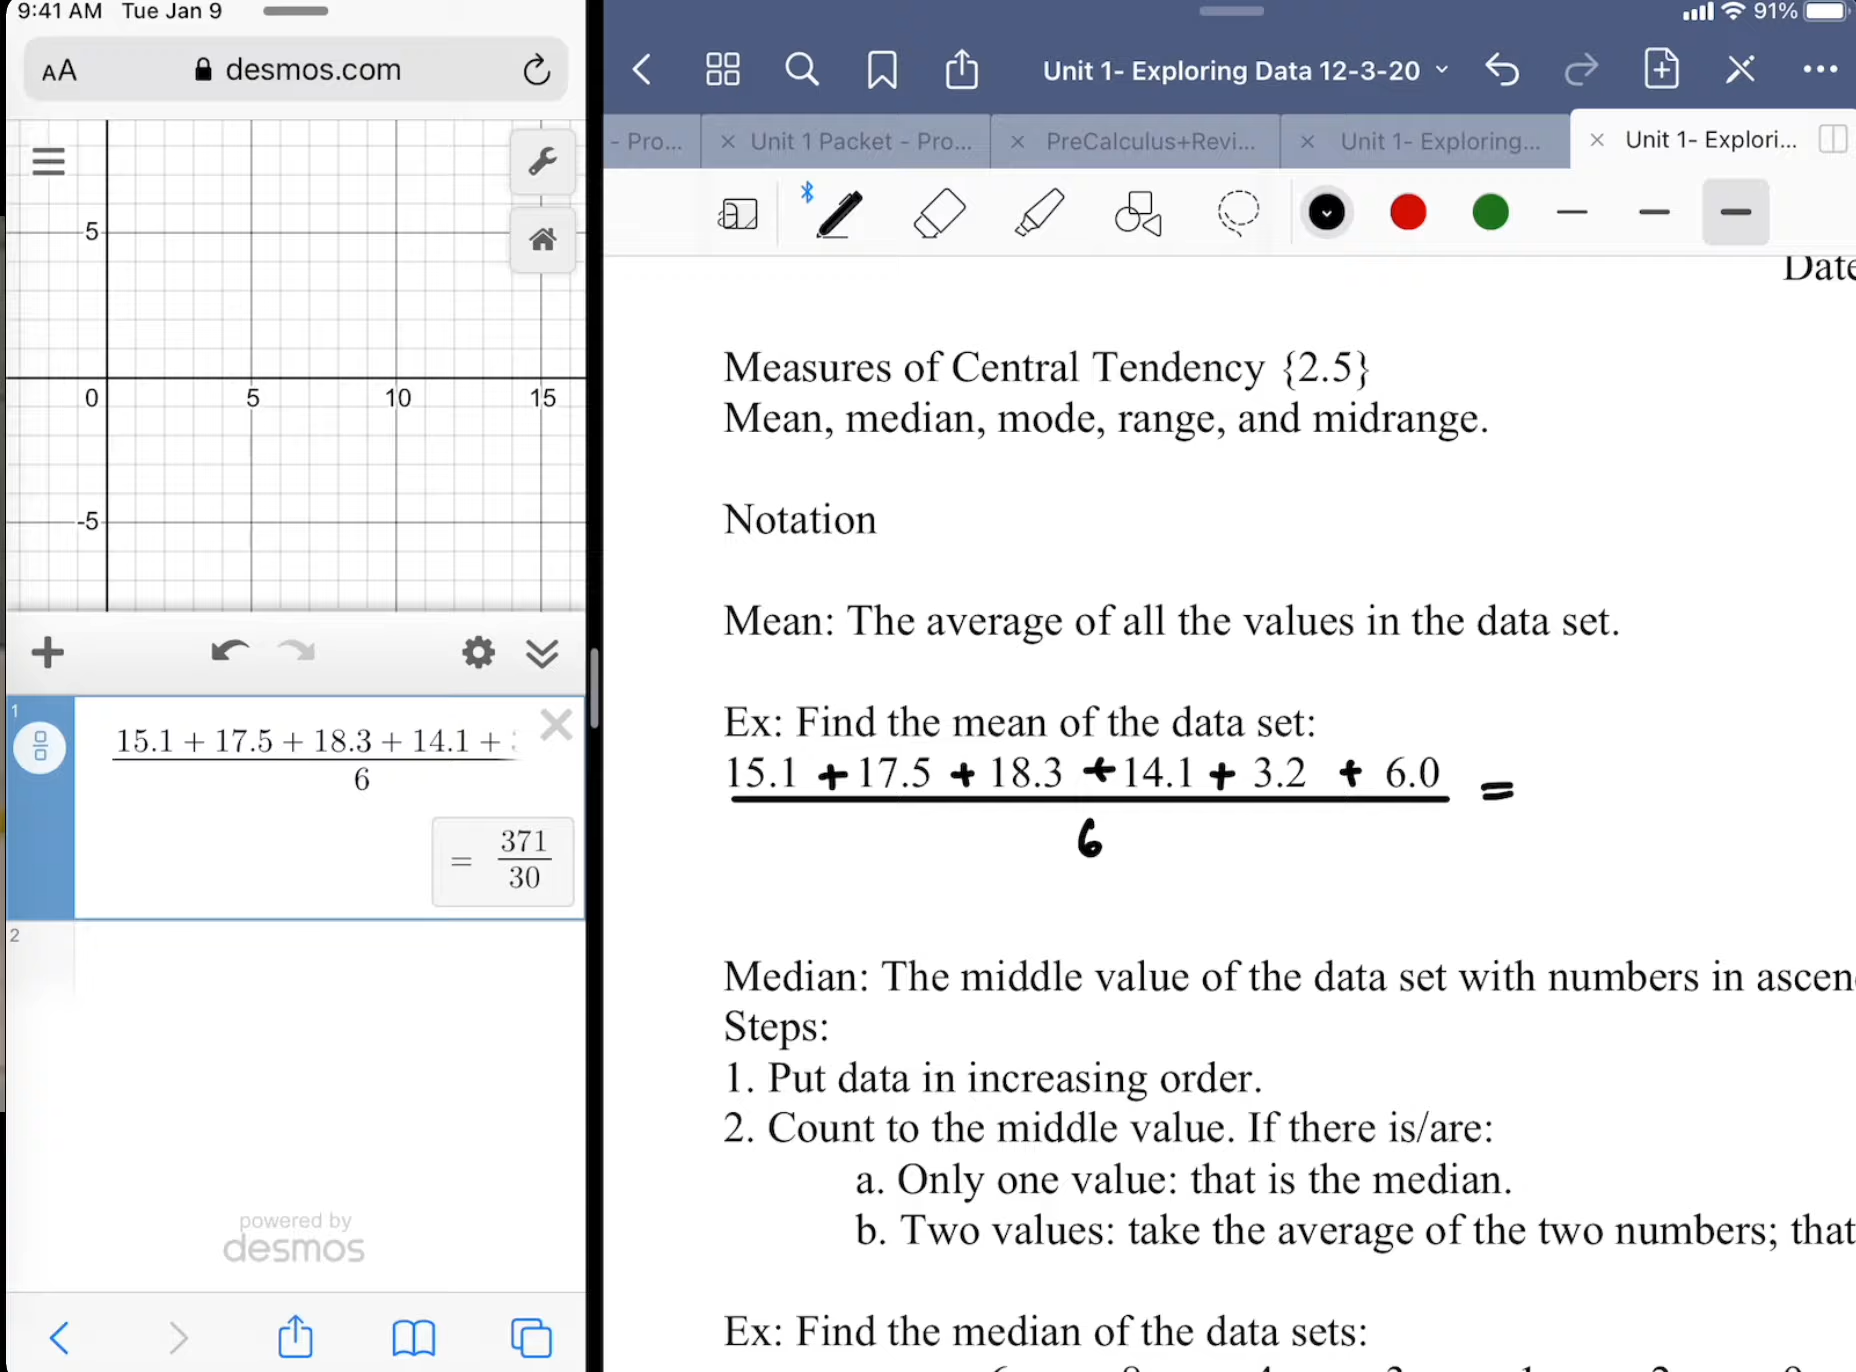 9:41 AM Tue Jan 9
AA desmos.com
5
0 5 10 15
-5
1
15.1 + 17.5 + 18.3 + 14.1 +
6
= 371
30
2
powered by
desmos
91%
Unit 1- Exploring Data 12-3-20
- Pro... × Unit 1 Packet - Pro... × PreCalculus+Revi... × Unit 1- Exploring... × Unit 1- Explori...
Date
Measures of Central Tendency {2.5}
Mean, median, mode, range, and midrange.
Notation
Mean: The average of all the values in the data set.
Ex: Find the mean of the data set:
15.1 + 17.5 + 18.3 + 14.1 + 3.2 + 6.0 =
6
Median: The middle value of the data set with numbers in ascen
Steps:
1. Put data in increasing order.
2. Count to the middle value. If there is/are:
a. Only one value: that is the median.
b. Two values: take the average of the two numbers; that
Ex: Find the median of the data sets: